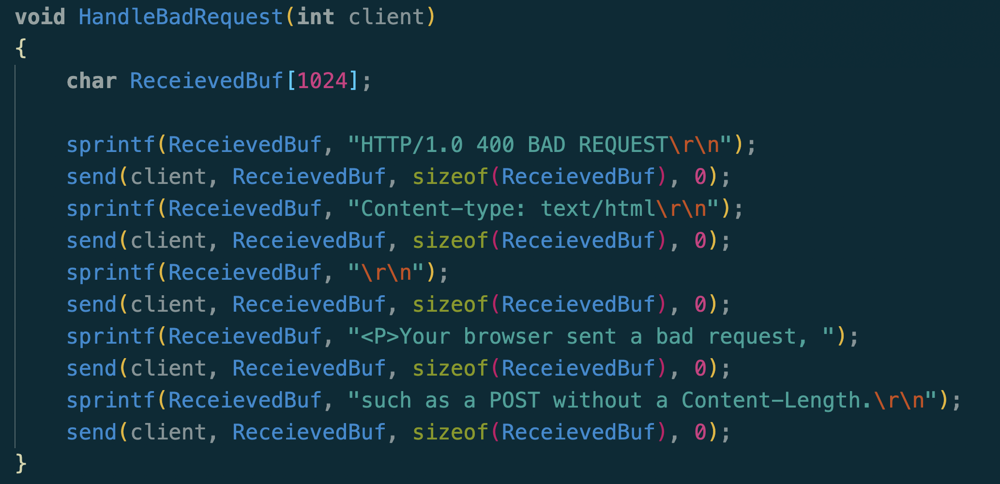 void HandleBadRequest(int client)
{
    char ReceievedBuf[1024];

    sprintf(ReceievedBuf, "HTTP/1.0 400 BAD REQUEST\r\n");
    send(client, ReceievedBuf, sizeof(ReceievedBuf), 0);
    sprintf(ReceievedBuf, "Content-type: text/html\r\n");
    send(client, ReceievedBuf, sizeof(ReceievedBuf), 0);
    sprintf(ReceievedBuf, "\r\n");
    send(client, ReceievedBuf, sizeof(ReceievedBuf), 0);
    sprintf(ReceievedBuf, "<P>Your browser sent a bad request, ");
    send(client, ReceievedBuf, sizeof(ReceievedBuf), 0);
    sprintf(ReceievedBuf, "such as a POST without a Content-Length.\r\n");
    send(client, ReceievedBuf, sizeof(ReceievedBuf), 0);
}